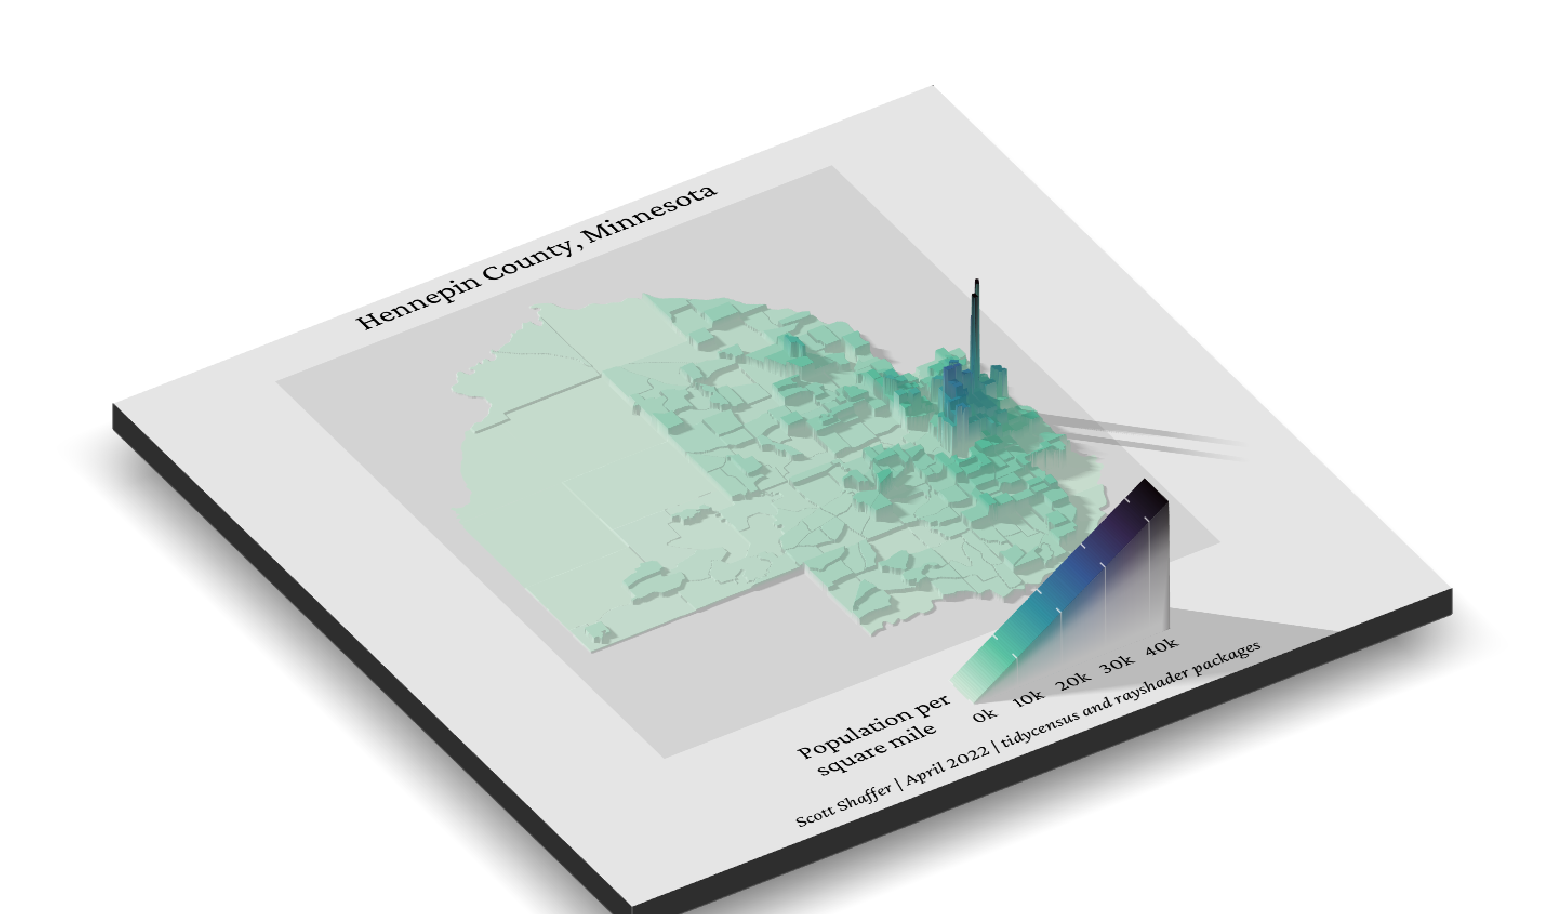 Hennepin County, Minnesota
Population per
square mile
0k 10k 20k 30k 40k
Scott Shaffer | April 2022 | tidycensus and rayshader packages